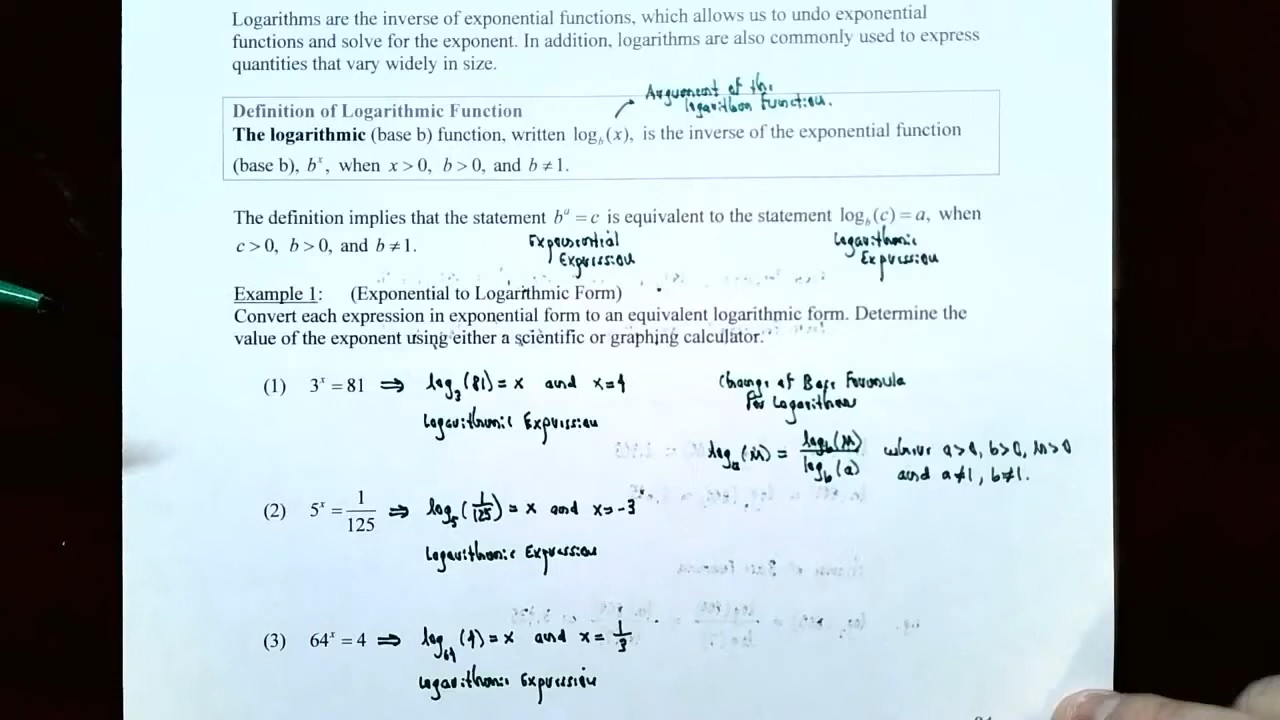 Logarithms are the inverse of exponential functions, which allows us to undo exponential
functions and solve for the exponent. In addition, logarithms are also commonly used to express
quantities that vary widely in size.
Argument of the
logarithm function.
Definition of Logarithmic Function
The logarithmic (base b) function, written log_b(x), is the inverse of the exponential function
(base b), b^x, when x > 0, b > 0, and b ≠ 1.
The definition implies that the statement b^a = c is equivalent to the statement log_b(c) = a, when
c > 0, b > 0, and b ≠ 1.
Exponential
Expression
Logarithmic
Expression
Example 1: (Exponential to Logarithmic Form)
Convert each expression in exponential form to an equivalent logarithmic form. Determine the
value of the exponent using either a scientific or graphing calculator.
(1) 3^x = 81 ⇒ log_3(81) = x and x = 4
Logarithmic Expression
Change of Base Formula
for Logarithms
log_a(M) = log_b(M) / log_b(a) where a > 0, b > 0, M > 0
and a ≠ 1, b ≠ 1.
(2) 5^x = 1/125 ⇒ log_5(1/125) = x and x = -3
Logarithmic Expression
(3) 64^x = 4 ⇒ log_64(4) = x and x = 1/3
Logarithmic Expression